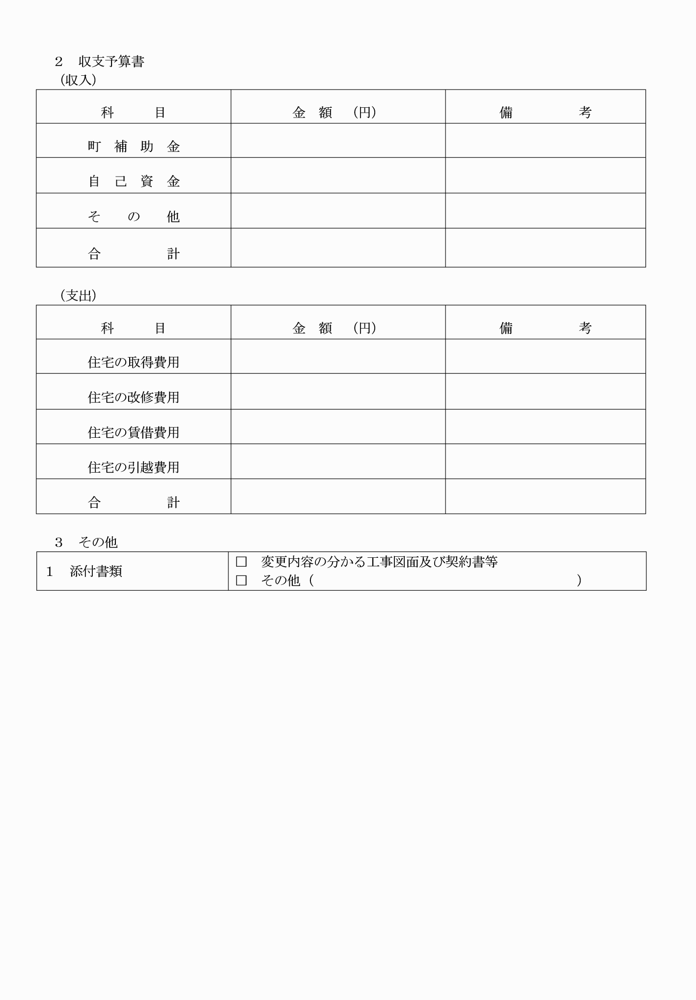 ２　収支予算書
（収入）
科　　　目　金　額　（円）　備　　　　　考
町　補　助　金
自　己　資　金
そ　　の　　他
合　　　　　計
（支出）
科　　　目　金　額　（円）　備　　　　　考
住宅の取得費用
住宅の改修費用
住宅の賃借費用
住宅の引越費用
合　　　　　計
３　その他
１　添付書類
□　変更内容の分かる工事図面及び契約書等
□　その他（　　　　　　　　　　　　　　　　　　　　）